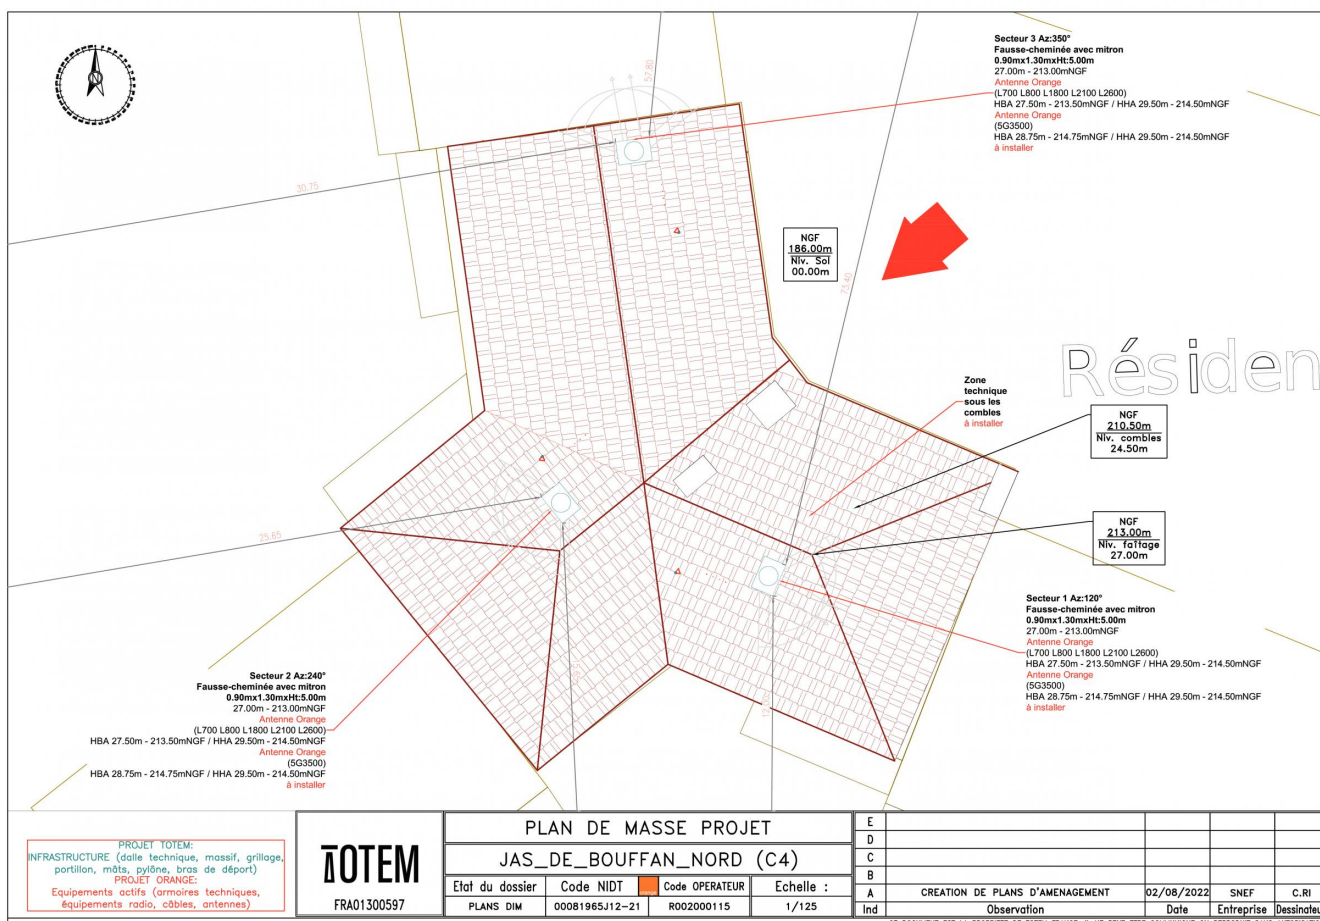 Secteur 3 Az:350°
Fausse-cheminée avec mitron
0.90mx1.30mxHt:5.00m
27.00m - 213.00mNGF
Antenne Orange
(L700 L800 L1800 L2100 L2600)
HBA 27.50m - 213.50mNGF / HHA 29.50m - 214.50mNGF
Antenne Orange
(5G3500)
HBA 28.75m - 214.75mNGF / HHA 29.50m - 214.50mNGF
à installer
N
57.80
30.75
NGF
186.00m
Niv. Sol
00.00m
73.40
Résiden
Zone
technique
sous les
combles
à installer
NGF
210.50m
Niv. combles
24.50m
NGF
213.00m
Niv. faîtage
27.00m
25.65
Secteur 1 Az:120°
Fausse-cheminée avec mitron
0.90mx1.30mxHt:5.00m
27.00m - 213.00mNGF
Antenne Orange
(L700 L800 L1800 L2100 L2600)
HBA 27.50m - 213.50mNGF / HHA 29.50m - 214.50mNGF
Antenne Orange
(5G3500)
HBA 28.75m - 214.75mNGF / HHA 29.50m - 214.50mNGF
à installer
Secteur 2 Az:240°
Fausse-cheminée avec mitron
0.90mx1.30mxHt:5.00m
27.00m - 213.00mNGF
Antenne Orange
(L700 L800 L1800 L2100 L2600)
HBA 27.50m - 213.50mNGF / HHA 29.50m - 214.50mNGF
Antenne Orange
(5G3500)
HBA 28.75m - 214.75mNGF / HHA 29.50m - 214.50mNGF
à installer
PROJET TOTEM:
INFRASTRUCTURE (dalle technique, massif, grillage,
portillon, mâts, pylône, bras de déport)
PROJET ORANGE:
Equipements actifs (armoires techniques,
équipements radio, câbles, antennes)
TOTEM
FRA01300597
PLAN DE MASSE PROJET
JAS_DE_BOUFFAN_NORD (C4)
Etat du dossier Code NIDT Code OPERATEUR Echelle :
PLANS DIM 00081965J12-21 R002000115 1/125
E
D
C
B
A CREATION DE PLANS D'AMENAGEMENT 02/08/2022 SNEF C.RI
Ind Observation Date Entreprise Dessinateu